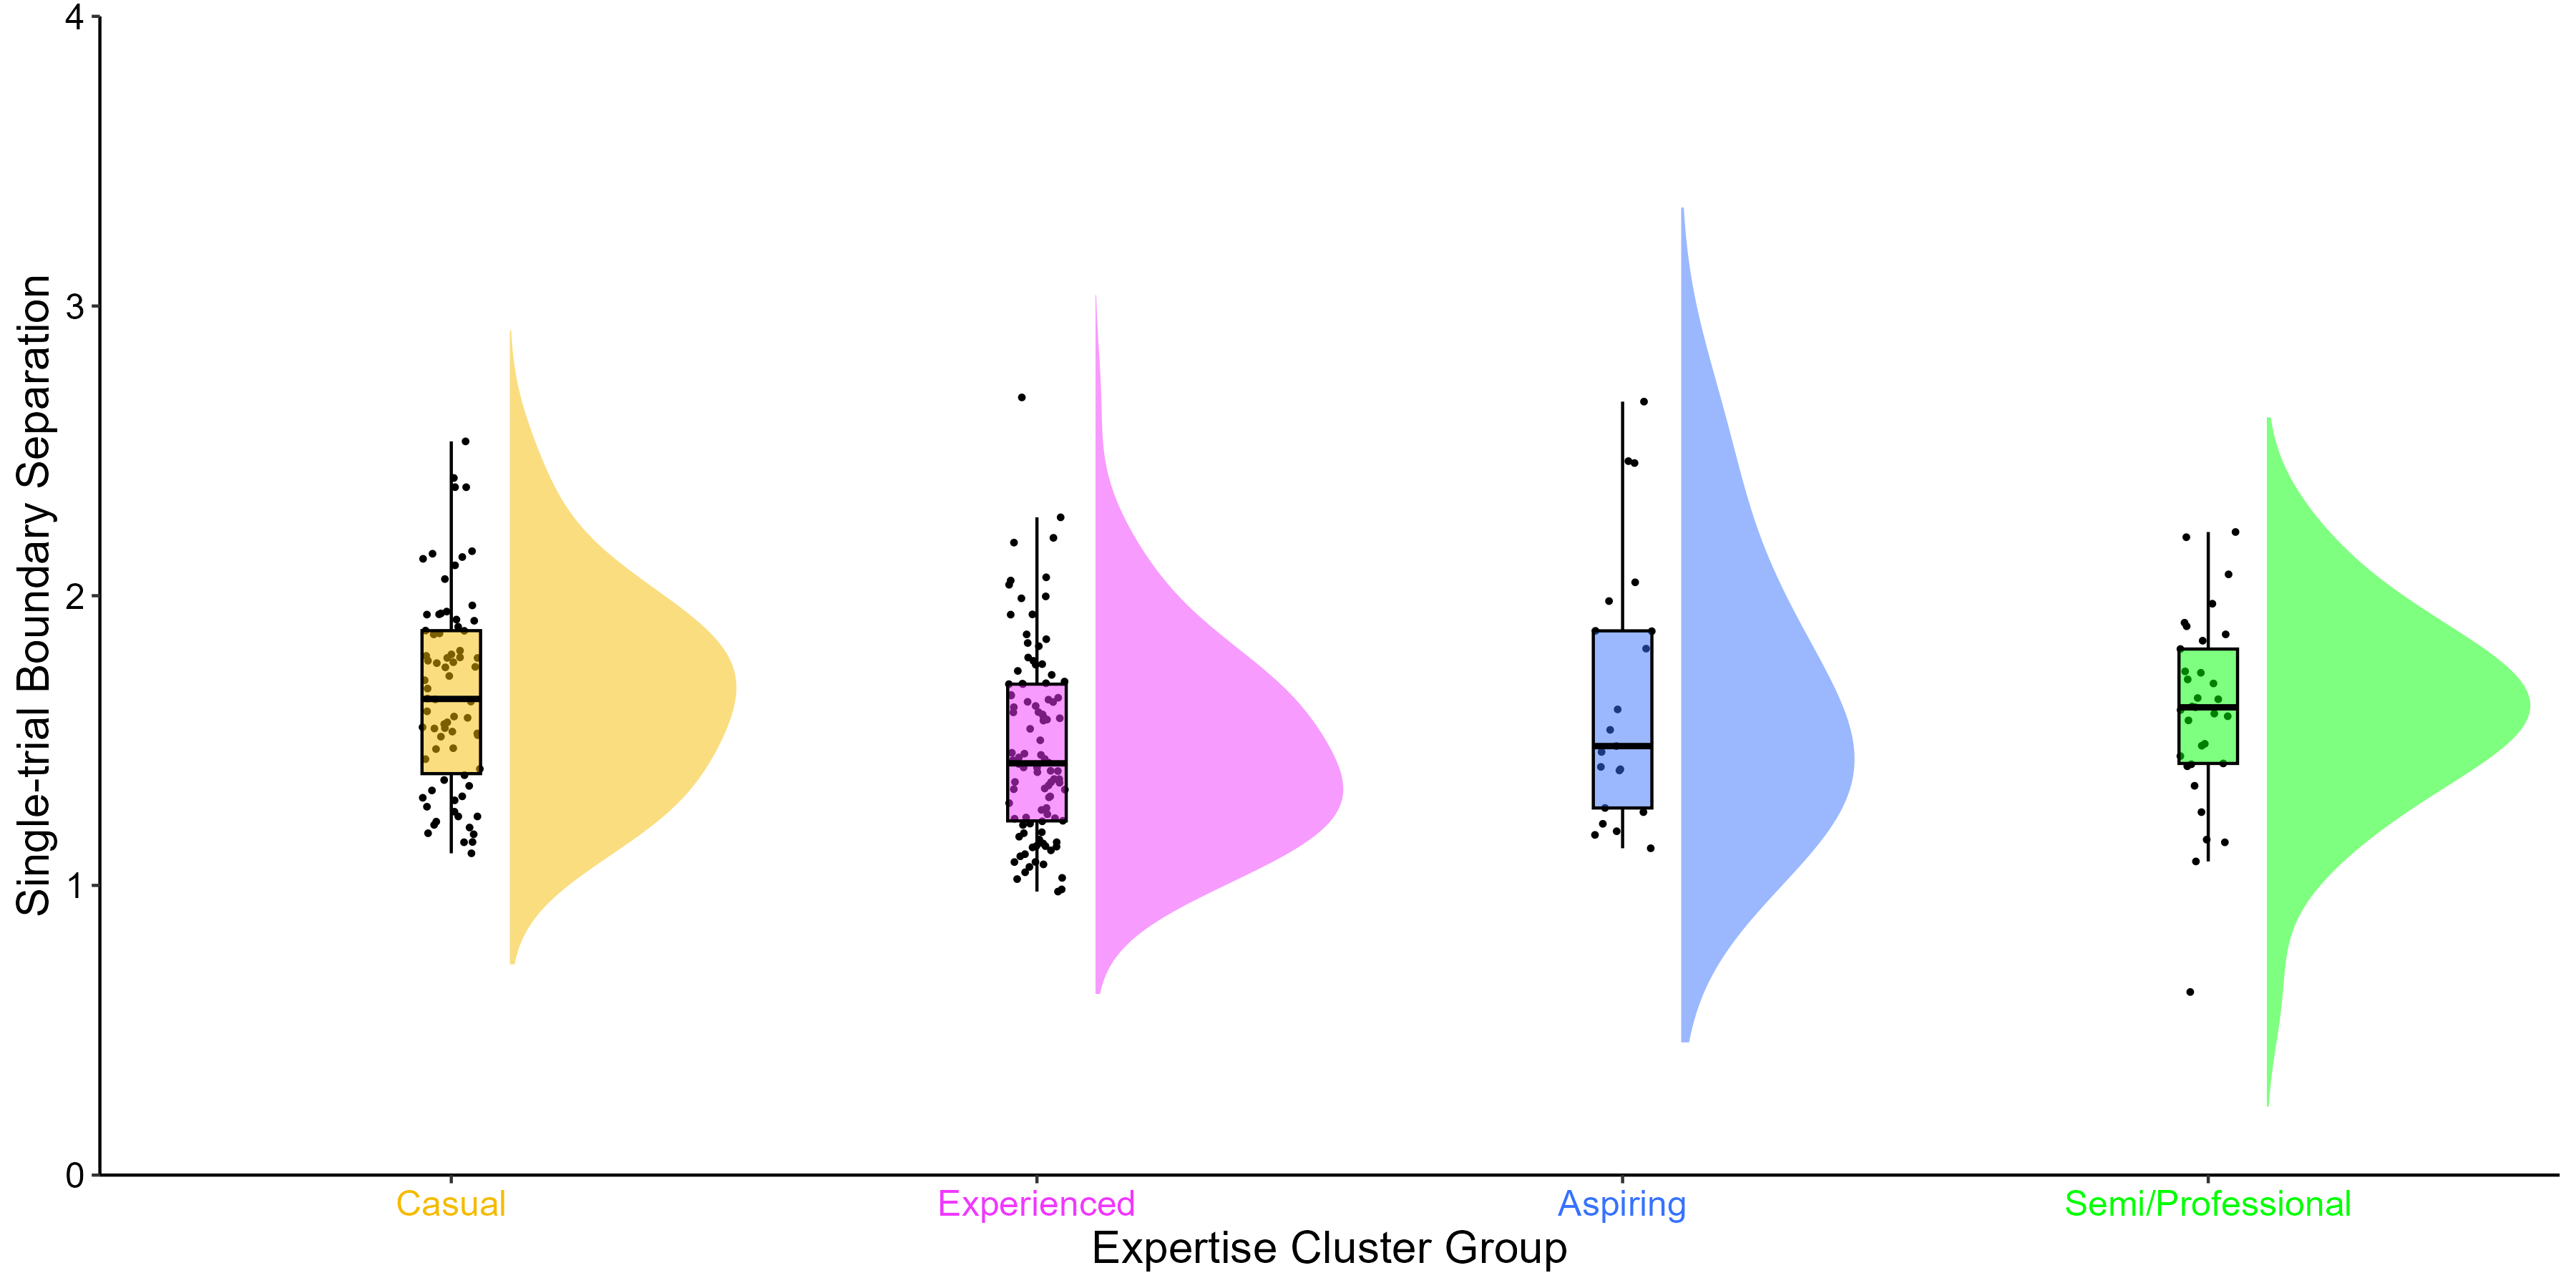 Single-trial Boundary Separation
4
3
2
1
0
Casual
Experienced
Aspiring
Semi/Professional
Expertise Cluster Group